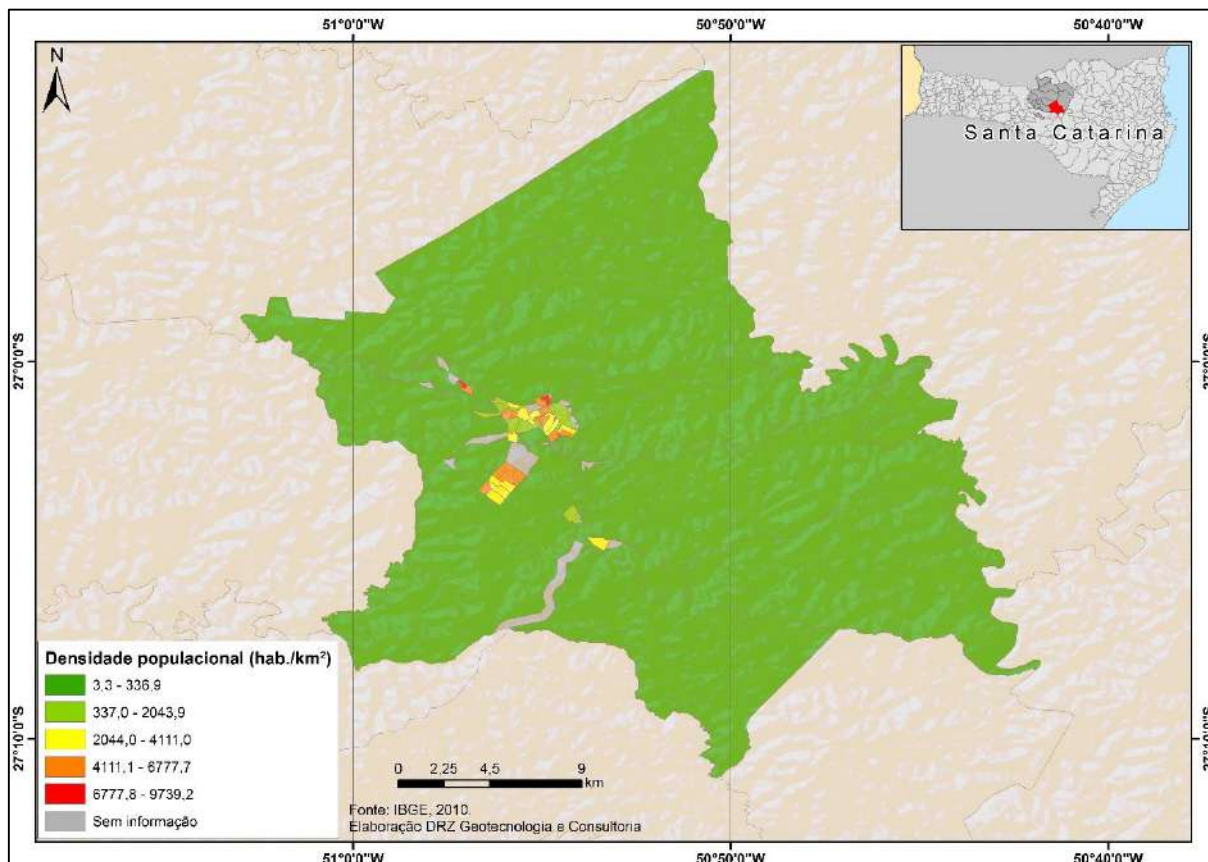 51°0'0"W
50°50'0"W
50°40'0"W
N
Santa Catarina
27°0'0"S
27°0'0"S
27°10'0"S
27°10'0"S
Densidade populacional (hab./km²)
3,3 - 336,9
337,0 - 2043,9
2044,0 - 4111,0
4111,1 - 6777,7
6777,8 - 9739,2
Sem informação
0 2,25 4,5 9
km
Fonte: IBGE, 2010.
Elaboração DRZ Geotecnologia e Consultoria
51°0'0"W
50°50'0"W
50°40'0"W